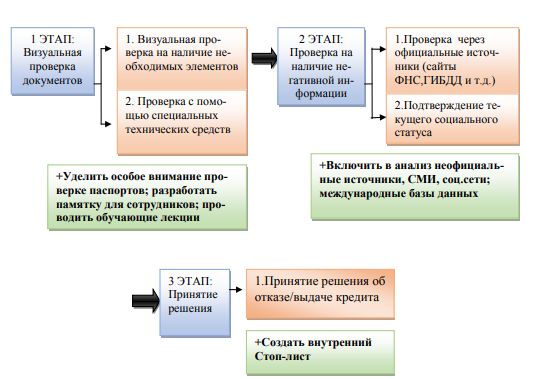 1 ЭТАП:
Визуальная
проверка
документов
1. Визуальная про-
верка на наличие не-
обходимых элементов
2. Проверка с помо-
щью специальных
технических средств
+Уделить особое внимание про-
верке паспортов; разработать
памятку для сотрудников; про-
водить обучающие лекции
2 ЭТАП:
Проверка на
наличие не-
гативной ин-
формации
1.Проверка через
официальные источ-
ники (сайты
ФНС,ГИБДД и т.д.)
2.Подтверждение те-
кущего социального
статуса
+Включить в анализ неофициаль-
ные источники, СМИ, соц.сети;
международные базы данных
3 ЭТАП:
Принятие
решения
1.Принятие решения об
отказе/выдаче кредита
+Создать внутренний
Стоп-лист